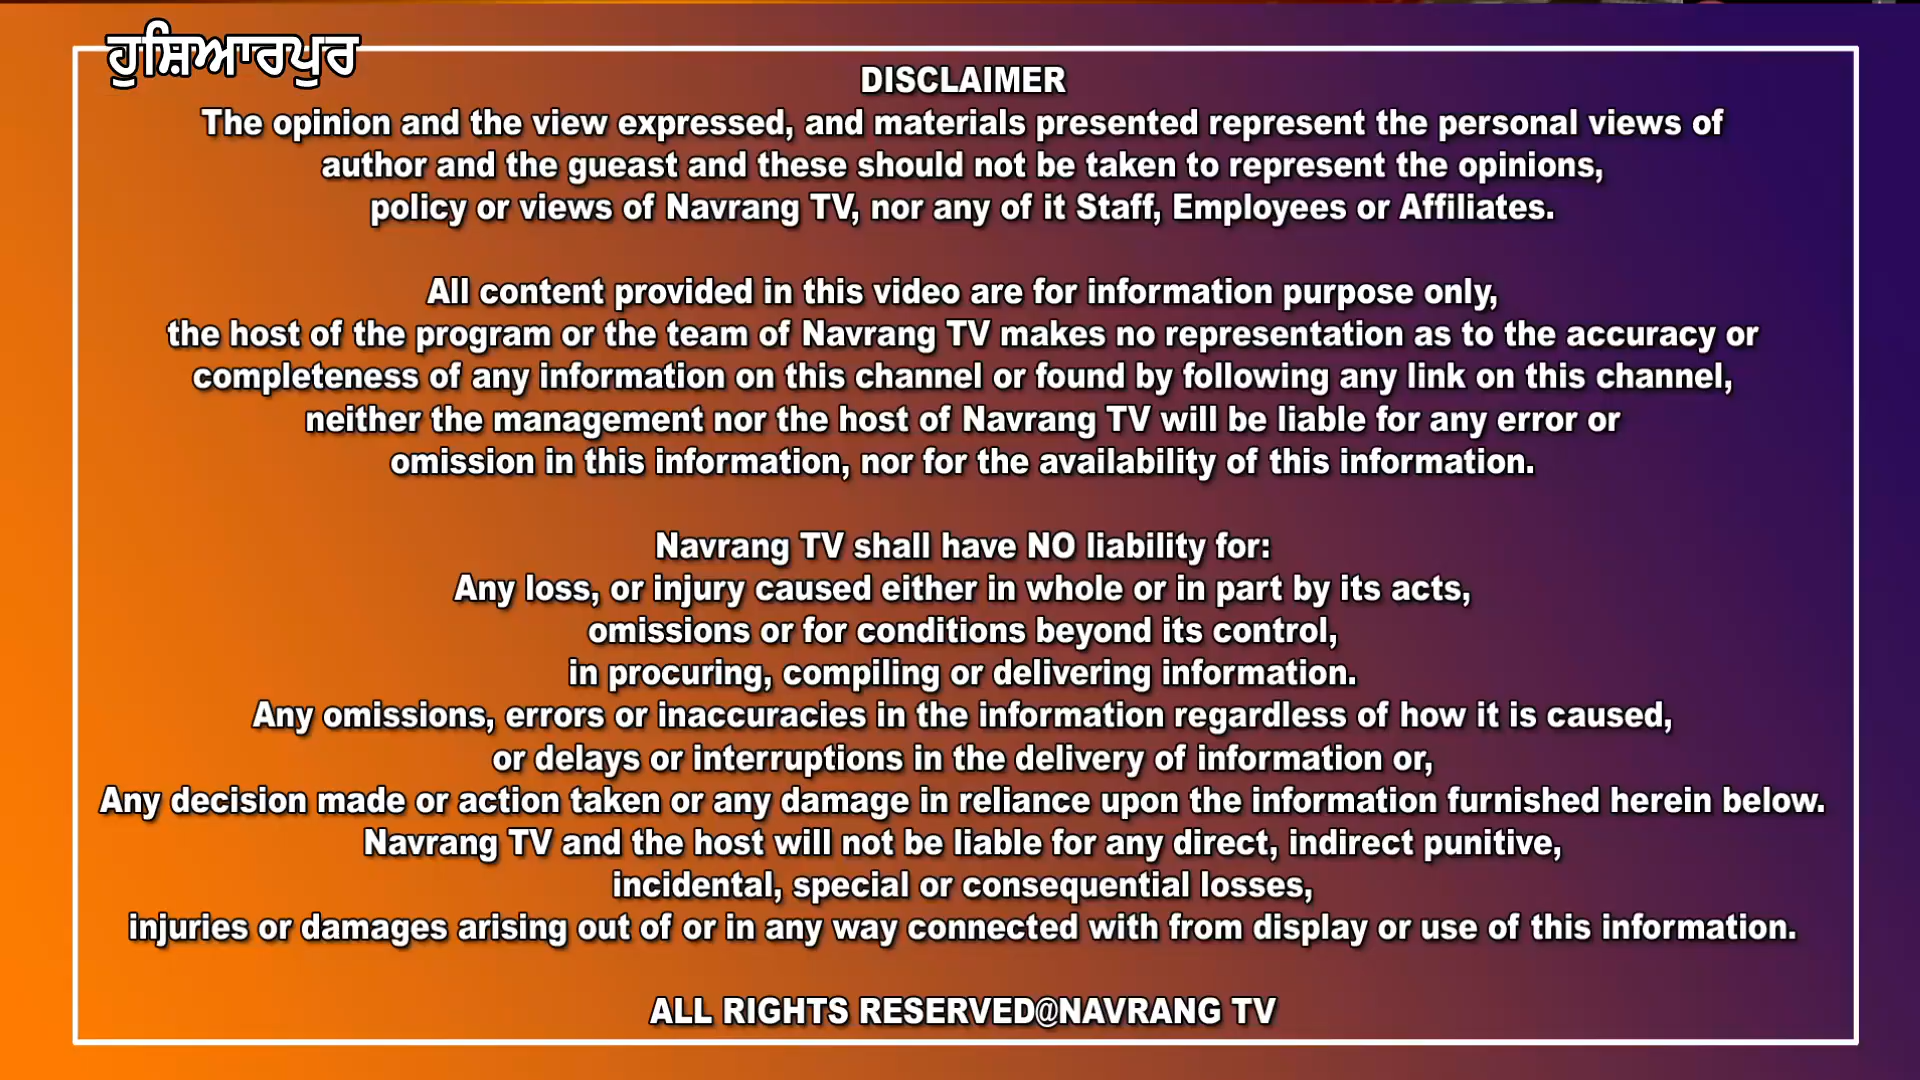 ਹੁਸ਼ਿਆਰਪੁਰ
DISCLAIMER
The opinion and the view expressed, and materials presented represent the personal views of
author and the gueast and these should not be taken to represent the opinions,
policy or views of Navrang TV, nor any of it Staff, Employees or Affiliates.
All content provided in this video are for information purpose only,
the host of the program or the team of Navrang TV makes no representation as to the accuracy or
completeness of any information on this channel or found by following any link on this channel,
neither the management nor the host of Navrang TV will be liable for any error or
omission in this information, nor for the availability of this information.
Navrang TV shall have NO liability for:
Any loss, or injury caused either in whole or in part by its acts,
omissions or for conditions beyond its control,
in procuring, compiling or delivering information.
Any omissions, errors or inaccuracies in the information regardless of how it is caused,
or delays or interruptions in the delivery of information or,
Any decision made or action taken or any damage in reliance upon the information furnished herein below.
Navrang TV and the host will not be liable for any direct, indirect punitive,
incidental, special or consequential losses,
injuries or damages arising out of or in any way connected with from display or use of this information.
ALL RIGHTS RESERVED@NAVRANG TV